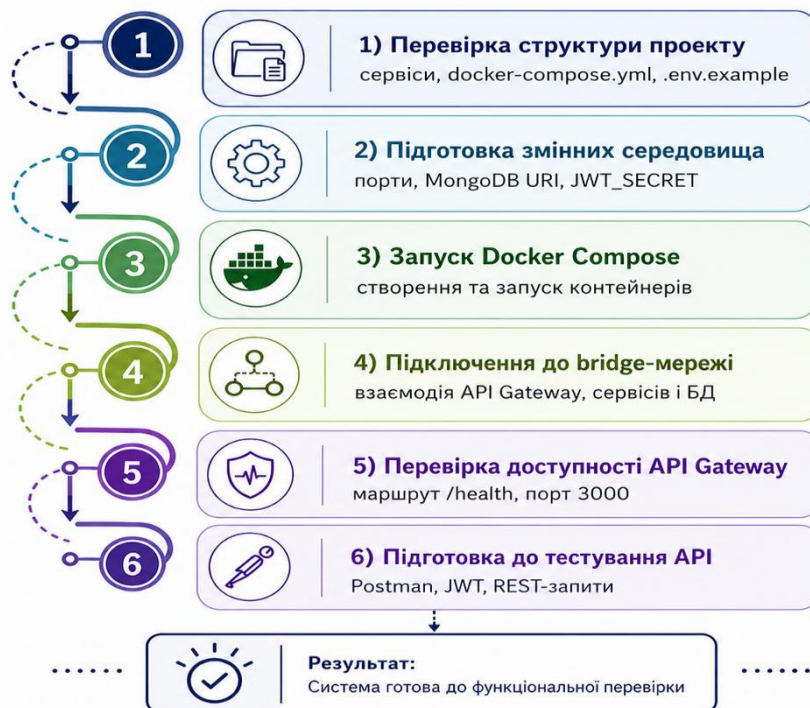 1
1) Перевірка структури проекту
сервіси, docker-compose.yml, .env.example
2
2) Підготовка змінних середовища
порти, MongoDB URI, JWT_SECRET
3
3) Запуск Docker Compose
створення та запуск контейнерів
4
4) Підключення до bridge-мережі
взаємодія API Gateway, сервісів і БД
5
5) Перевірка доступності API Gateway
маршрут /health, порт 3000
6
6) Підготовка до тестування API
Postman, JWT, REST-запити
Результат:
Система готова до функціональної перевірки